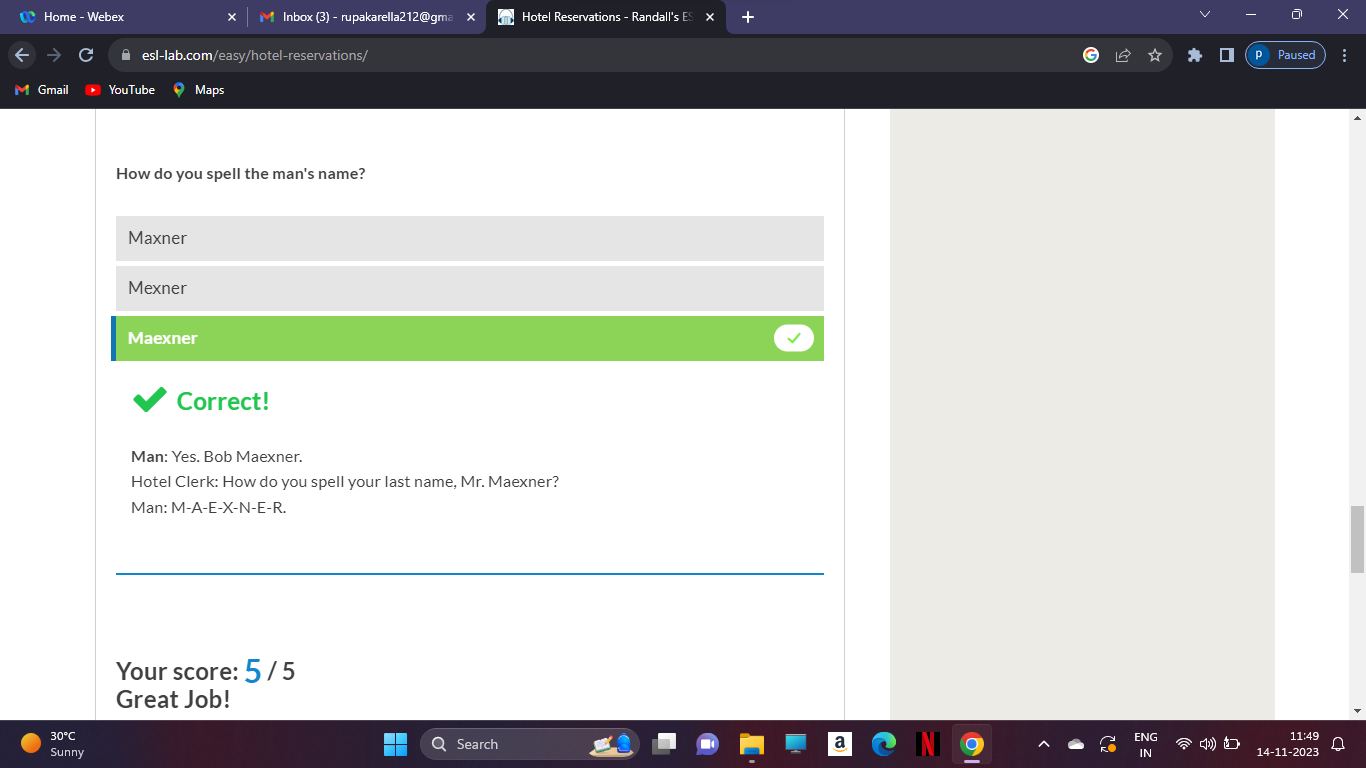 Home - Webex
Inbox (3) - rupakarella212@gma
Hotel Reservations - Randall's ES
esl-lab.com/easy/hotel-reservations/
p Paused
Gmail
YouTube
Maps
How do you spell the man's name?
Maxner
Mexner
Maexner
Correct!
Man: Yes. Bob Maexner.
Hotel Clerk: How do you spell your last name, Mr. Maexner?
Man: M-A-E-X-N-E-R.
Your score: 5 / 5
Great Job!
30°C
Sunny
Search
a
N
ENG
IN
11:49
14-11-2023